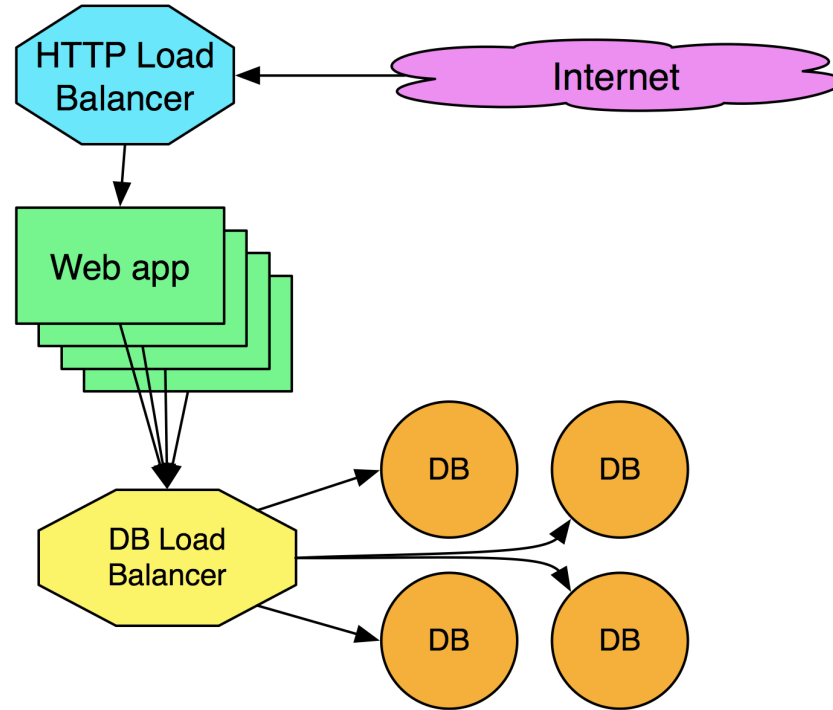 HTTP Load
Balancer
Internet
Web app
DB
DB
DB Load
Balancer
DB
DB